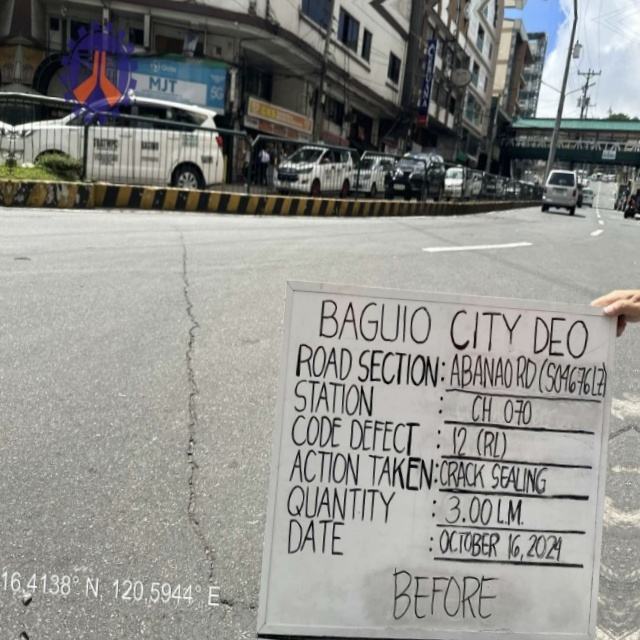 MJT
BAGUIO CITY DEO
ROAD SECTION: ABANAO RD (S04676LZ)
STATION : CH 070
CODE DEFECT : 12 (RL)
ACTION TAKEN: CRACK SEALING
QUANTITY : 3.00 L.M.
DATE : OCTOBER 16, 2024
BEFORE
16.4138° N, 120.5944° E